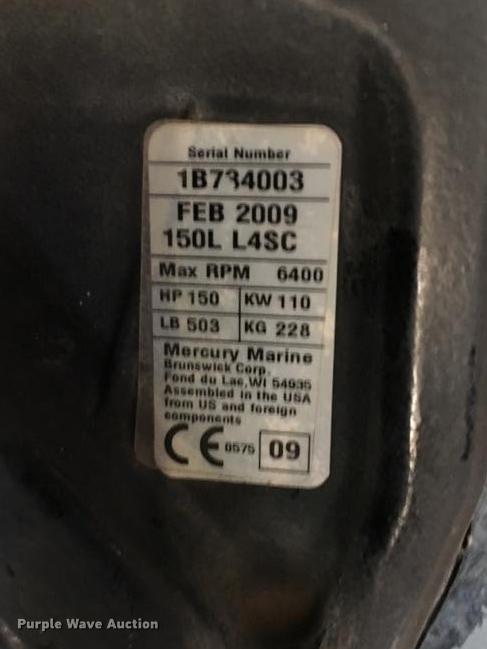 Serial Number
1B734003
FEB 2009
150L L4SC
Max RPM 6400
HP 150 KW 110
LB 503 KG 228
Mercury Marine
Brunswick Corp.
Fond du Lac,WI 54935
Assembled in the USA
from US and foreign
components
CE 0575 09
Purple Wave Auction